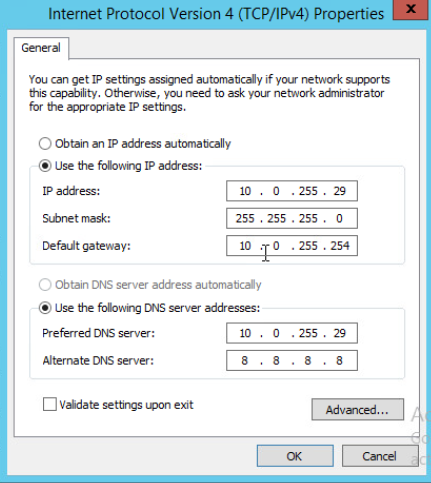 Internet Protocol Version 4 (TCP/IPv4) Properties
x
General
You can get IP settings assigned automatically if your network supports
this capability. Otherwise, you need to ask your network administrator
for the appropriate IP settings.
Obtain an IP address automatically
Use the following IP address:
IP address: 10 . 0 . 255 . 29
Subnet mask: 255 . 255 . 255 . 0
Default gateway: 10 . 0 . 255 . 254
Obtain DNS server address automatically
Use the following DNS server addresses:
Preferred DNS server: 10 . 0 . 255 . 29
Alternate DNS server: 8 . 8 . 8 . 8
Validate settings upon exit
Advanced...
OK Cancel